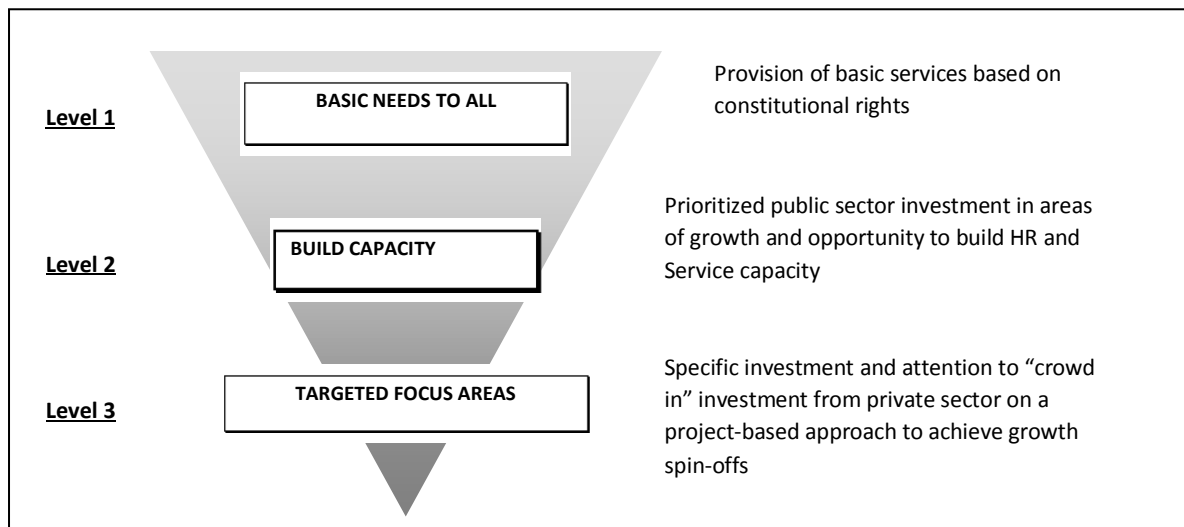 Level 1
BASIC NEEDS TO ALL
Provision of basic services based on
constitutional rights
Level 2
BUILD CAPACITY
Prioritized public sector investment in areas
of growth and opportunity to build HR and
Service capacity
Level 3
TARGETED FOCUS AREAS
Specific investment and attention to “crowd
in” investment from private sector on a
project-based approach to achieve growth
spin-offs